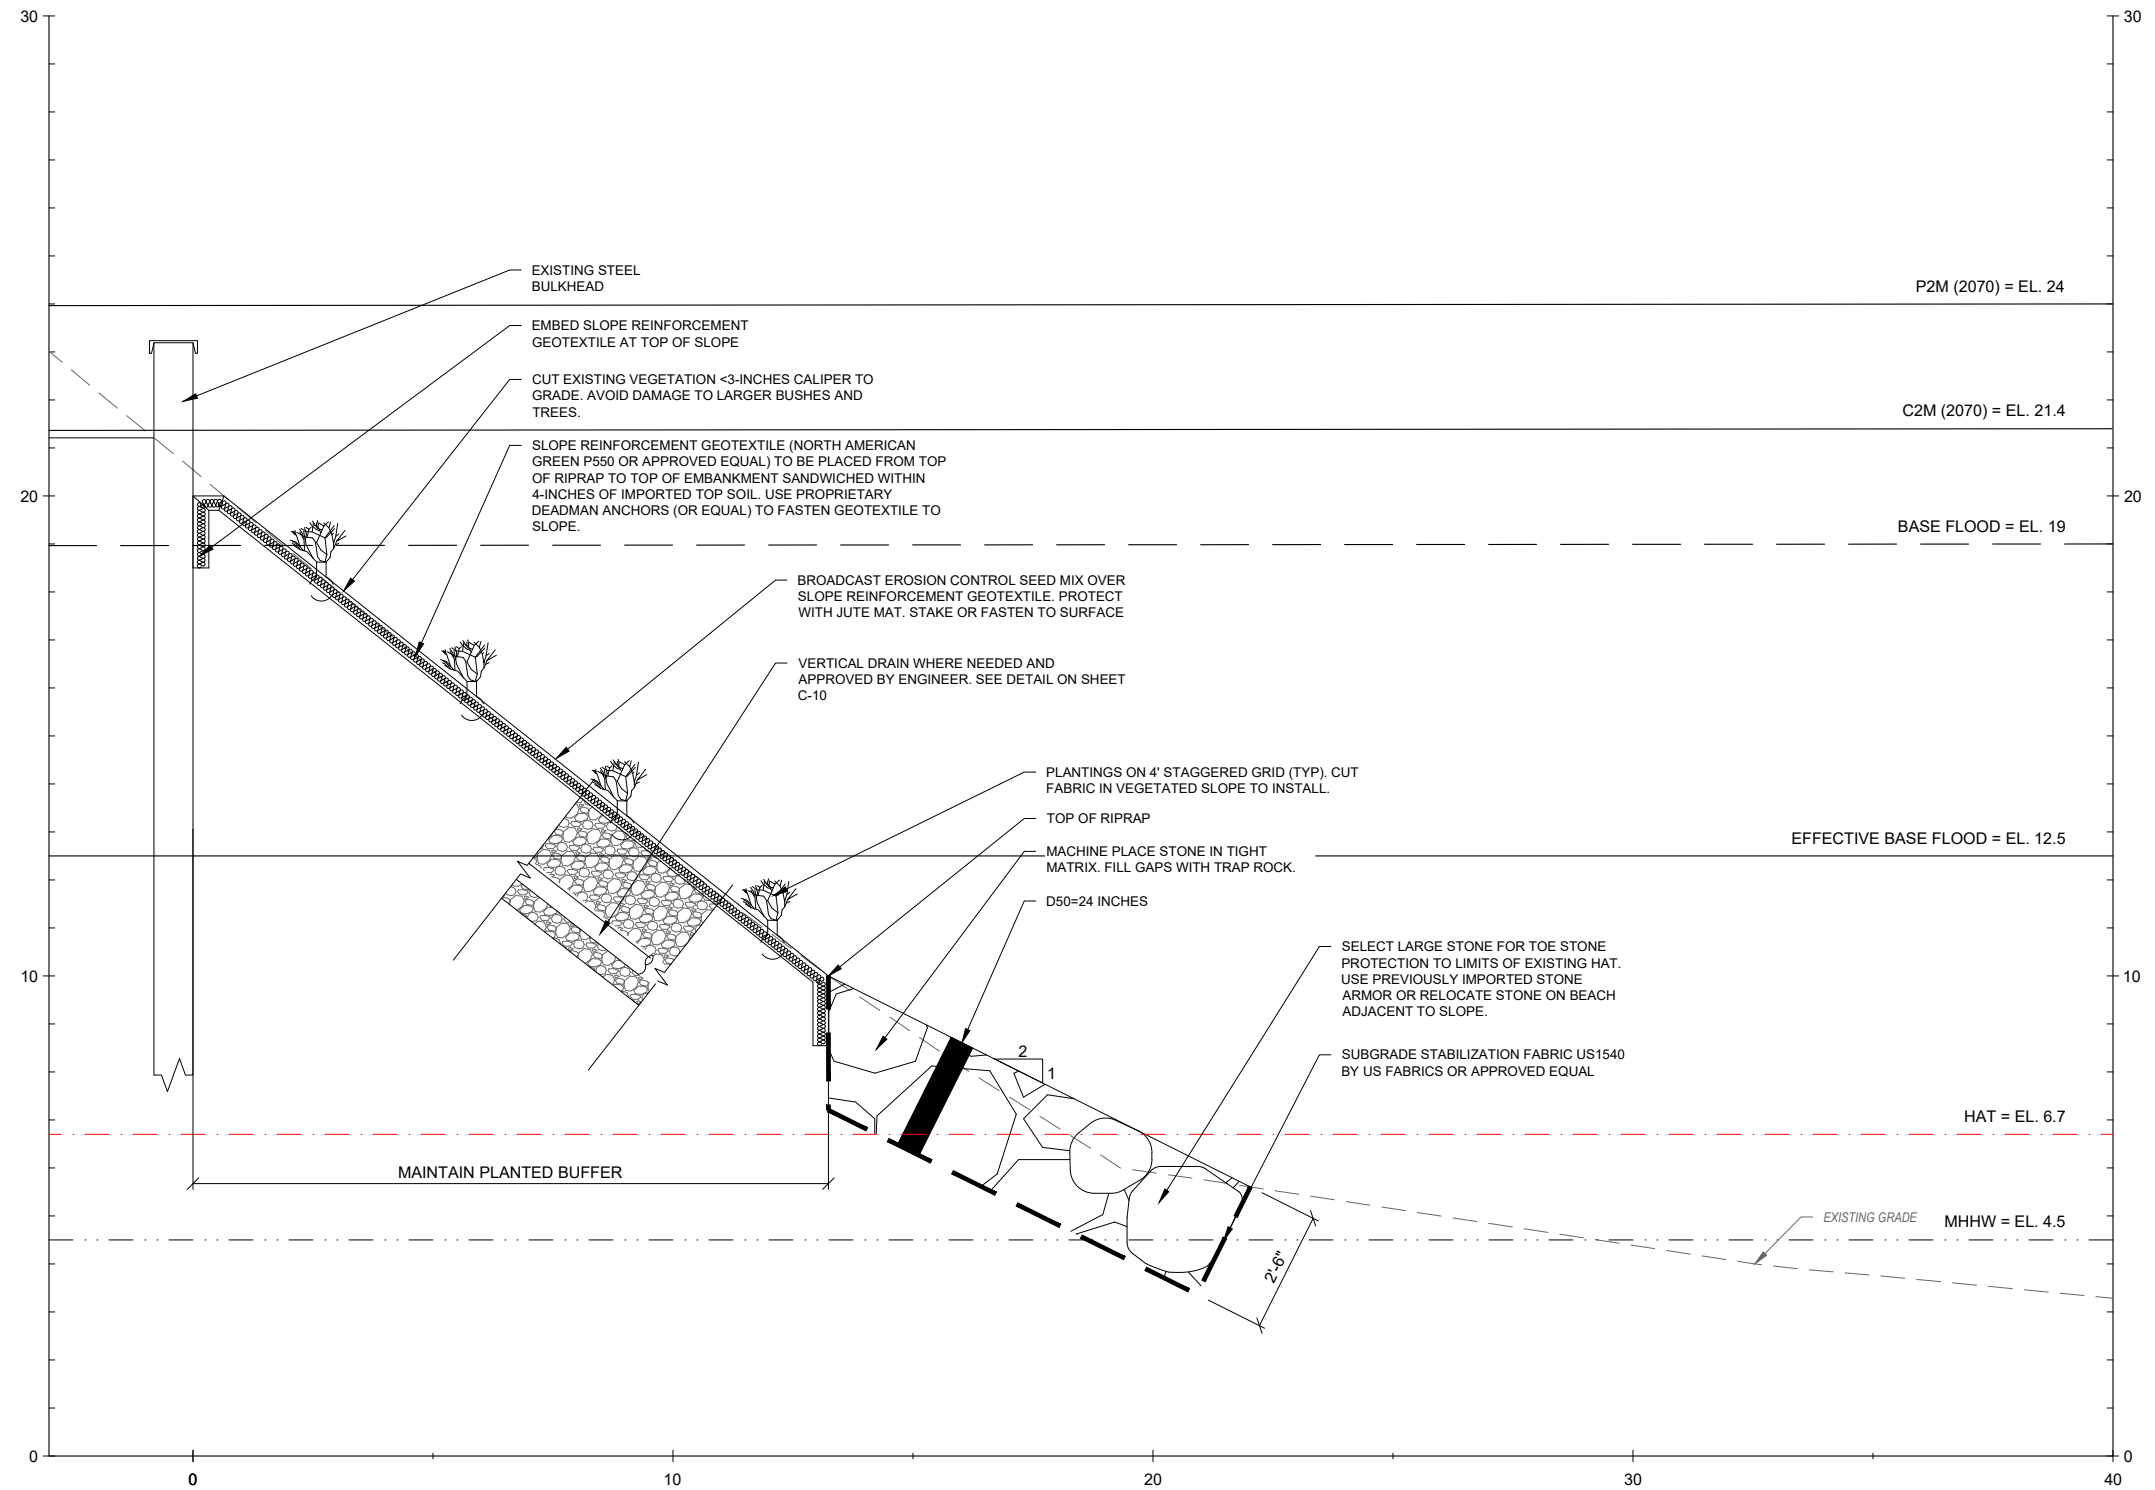 30
30
EXISTING STEEL
BULKHEAD
P2M (2070) = EL. 24
EMBED SLOPE REINFORCEMENT
GEOTEXTILE AT TOP OF SLOPE
CUT EXISTING VEGETATION <3-INCHES CALIPER TO
GRADE. AVOID DAMAGE TO LARGER BUSHES AND
TREES.
C2M (2070) = EL. 21.4
SLOPE REINFORCEMENT GEOTEXTILE (NORTH AMERICAN
GREEN P550 OR APPROVED EQUAL) TO BE PLACED FROM TOP
OF RIPRAP TO TOP OF EMBANKMENT SANDWICHED WITHIN
4-INCHES OF IMPORTED TOP SOIL. USE PROPRIETARY
DEADMAN ANCHORS (OR EQUAL) TO FASTEN GEOTEXTILE TO
SLOPE.
20
20
BASE FLOOD = EL. 19
BROADCAST EROSION CONTROL SEED MIX OVER
SLOPE REINFORCEMENT GEOTEXTILE. PROTECT
WITH JUTE MAT. STAKE OR FASTEN TO SURFACE
VERTICAL DRAIN WHERE NEEDED AND
APPROVED BY ENGINEER. SEE DETAIL ON SHEET
C-10
PLANTINGS ON 4' STAGGERED GRID (TYP). CUT
FABRIC IN VEGETATED SLOPE TO INSTALL.
TOP OF RIPRAP
EFFECTIVE BASE FLOOD = EL. 12.5
MACHINE PLACE STONE IN TIGHT
MATRIX. FILL GAPS WITH TRAP ROCK.
D50=24 INCHES
SELECT LARGE STONE FOR TOE STONE
PROTECTION TO LIMITS OF EXISTING HAT.
USE PREVIOUSLY IMPORTED STONE
ARMOR OR RELOCATE STONE ON BEACH
ADJACENT TO SLOPE.
10
10
2
1
SUBGRADE STABILIZATION FABRIC US1540
BY US FABRICS OR APPROVED EQUAL
HAT = EL. 6.7
MAINTAIN PLANTED BUFFER
EXISTING GRADE
MHHW = EL. 4.5
2'-6"
0
0
0
10
20
30
40